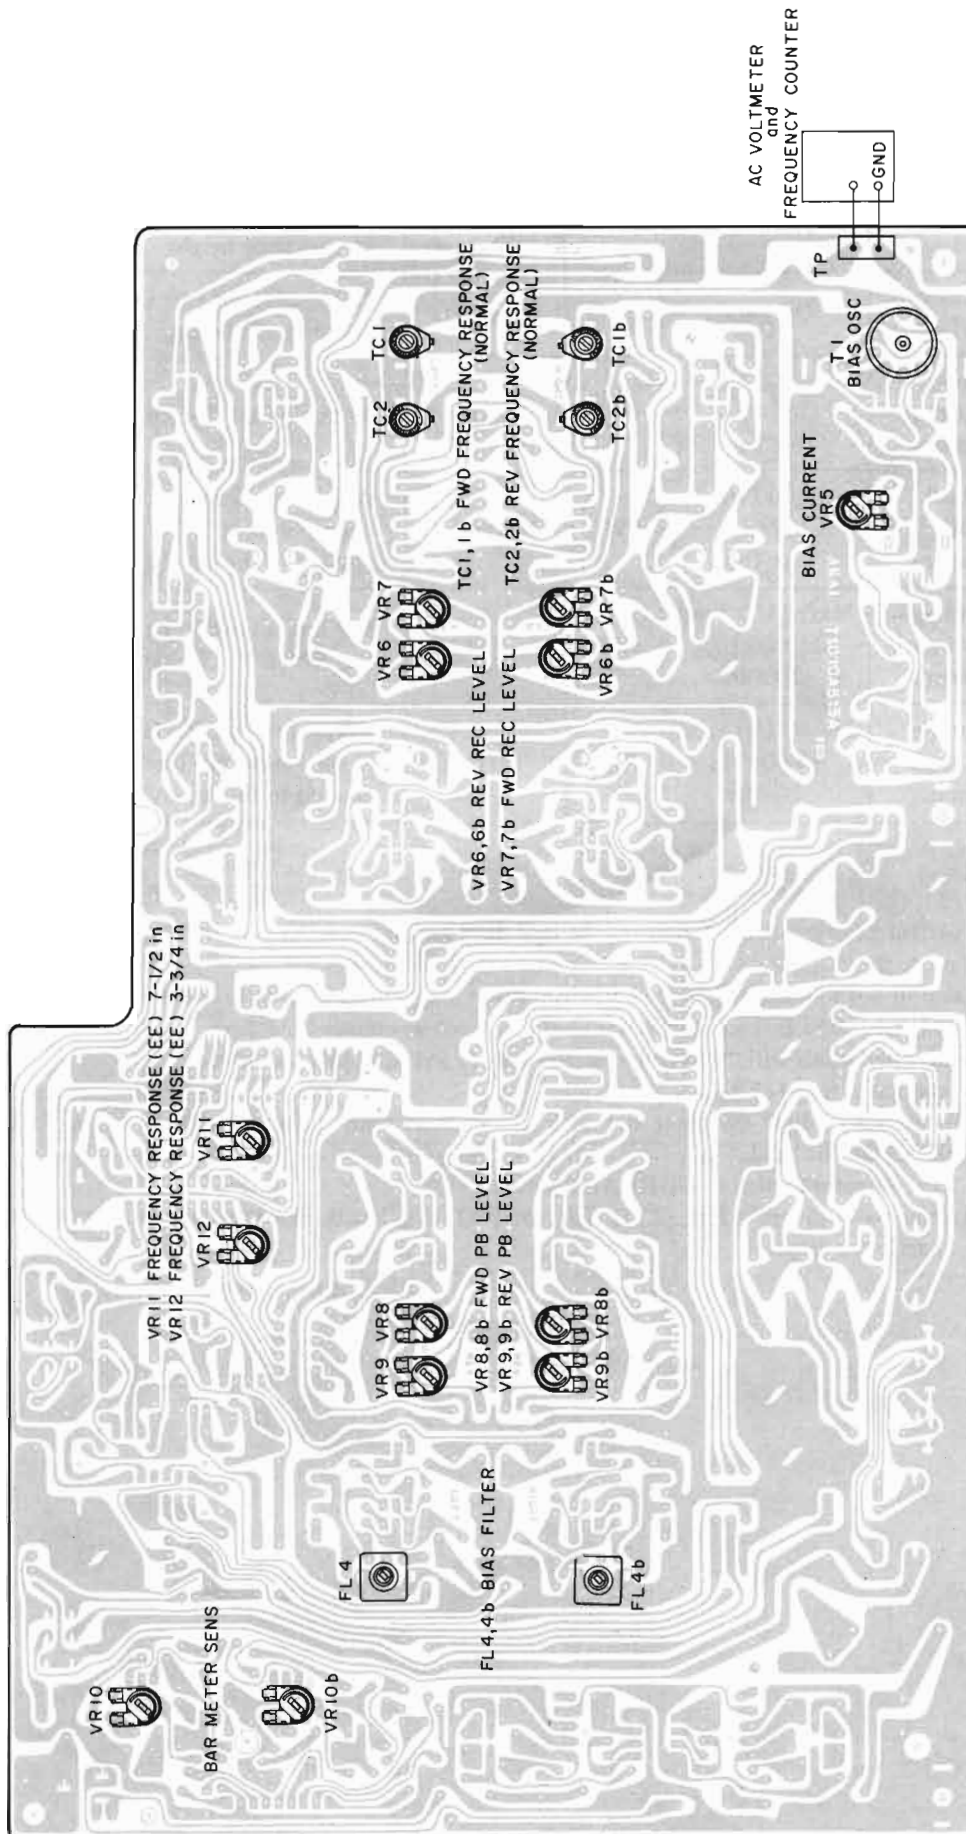 VR10
BAR METER SENS
VR10b
FL4
FL4,4b BIAS FILTER
FL4b
VR11 FREQUENCY RESPONSE (EE) 7-1/2 in
VR12 FREQUENCY RESPONSE (EE) 3-3/4 in
VR12
VR11
VR9
VR8
VR8,8b FWD PB LEVEL
VR9,9b REV PB LEVEL
VR9b
VR8b
VR6
VR7
VR6,6b REV REC LEVEL
VR7,7b FWD REC LEVEL
VR6b
VR7b
TC2
TC1
TC1,1b FWD FREQUENCY RESPONSE
(NORMAL)
TC2,2b REV FREQUENCY RESPONSE
(NORMAL)
TC2b
TC1b
BIAS CURRENT
VR5
T1
BIAS OSC
TP
AC VOLTMETER
and
FREQUENCY COUNTER
GND